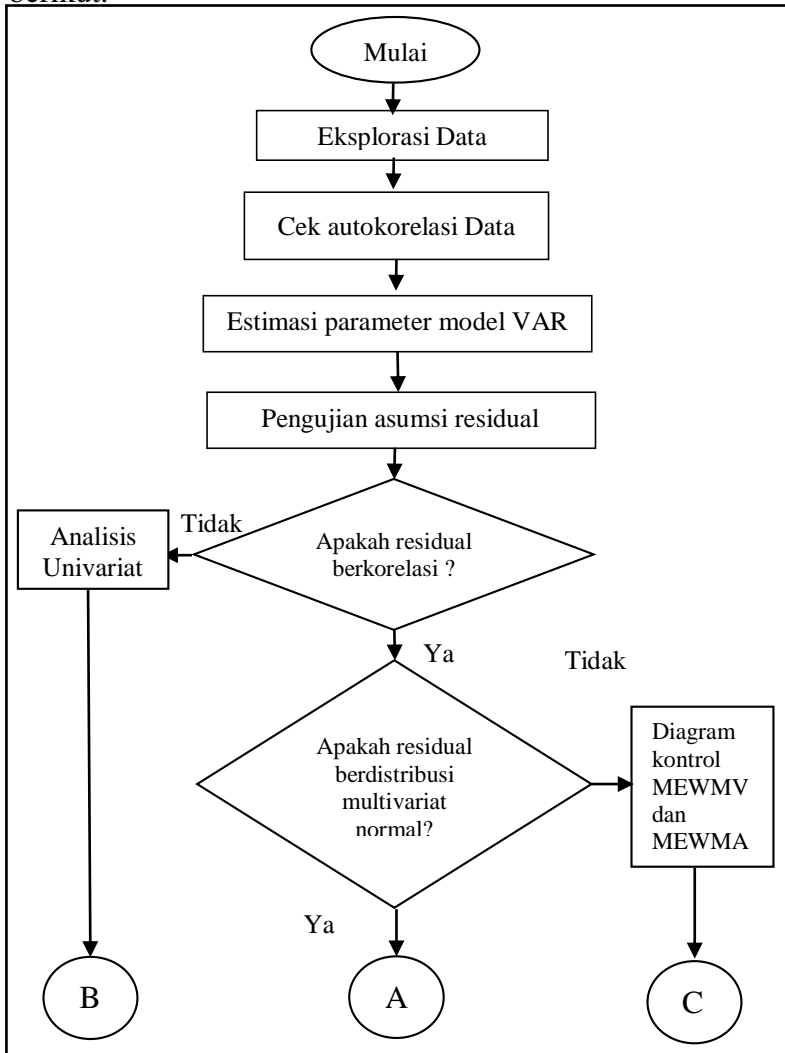 berikut:
Mulai
Eksplorasi Data
Cek autokorelasi Data
Estimasi parameter model VAR
Pengujian asumsi residual
Analisis
Univariat
Tidak
Apakah residual
berkorelasi ?
Ya
Tidak
Apakah residual
berdistribusi
multivariat
normal?
Diagram
kontrol
MEWMV
dan
MEWMA
Ya
B
A
C